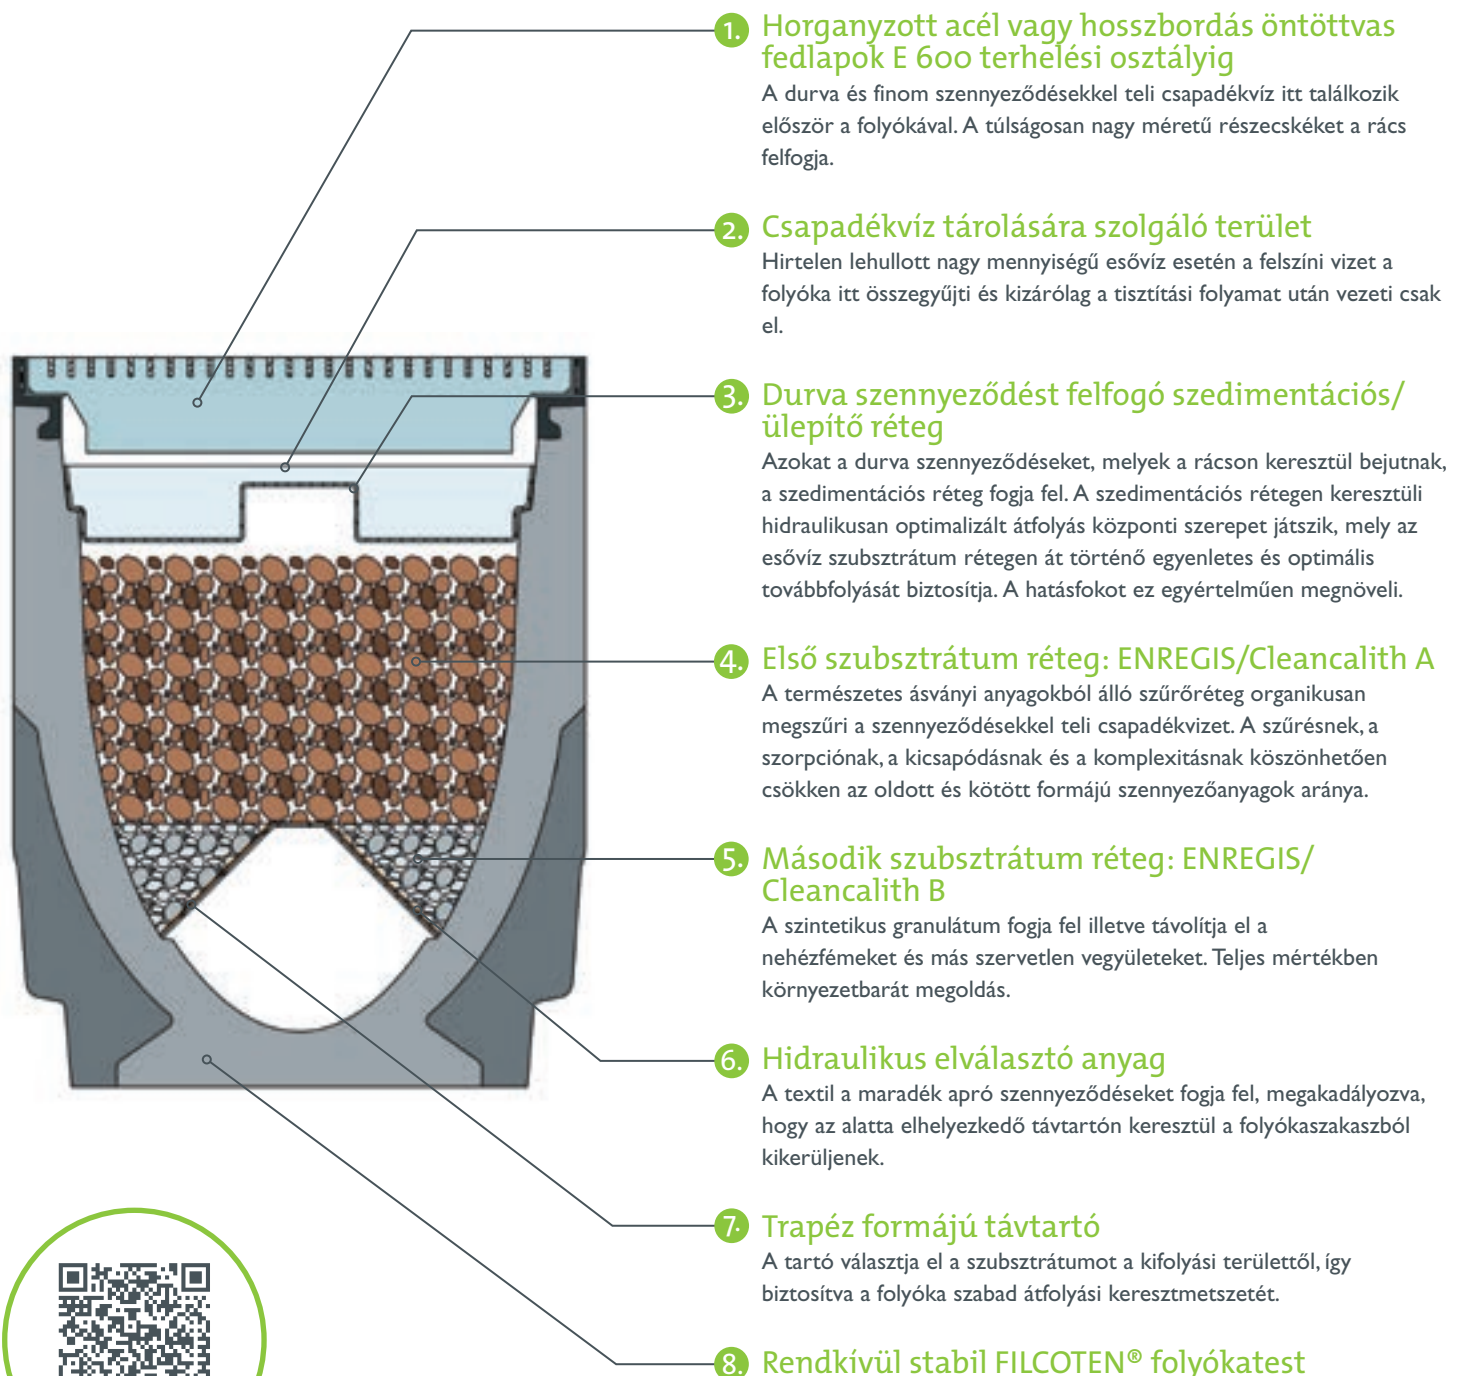 1. Horganyzott acél vagy hosszbordás öntöttvas
fedlapok E 600 terhelési osztályig
A durva és finom szennyeződésekkel teli csapadékvíz itt találkozik
először a folyókával. A túlságosan nagy méretű részecskéket a rács
felfogja.
2. Csapadékvíz tárolására szolgáló terület
Hirtelen lehullott nagy mennyiségű esővíz esetén a felszíni vizet a
folyóka itt összegyűjti és kizárólag a tisztítási folyamat után vezeti csak
el.
3. Durva szennyeződést felfogó szedimentációs/
ülepítő réteg
Azokat a durva szennyeződéseket, melyek a rácson keresztül bejutnak,
a szedimentációs réteg fogja fel. A szedimentációs rétegen keresztüli
hidraulikusan optimalizált átfolyás központi szerepet játszik, mely az
esővíz szubsztrátum rétegen át történő egyenletes és optimális
továbbfolyását biztosítja. A hatásfokot ez egyértelműen megnöveli.
4. Első szubsztrátum réteg: ENREGIS/Cleancalith A
A természetes ásványi anyagokból álló szűrőréteg organikusan
megszűri a szennyeződésekkel teli csapadékvizet. A szűrésnek, a
szorpciónak, a kicsapódásnak és a komplexitásnak köszönhetően
csökken az oldott és kötött formájú szennyezőanyagok aránya.
5. Második szubsztrátum réteg: ENREGIS/
Cleancalith B
A szintetikus granulátum fogja fel illetve távolítja el a
nehézfémeket és más szervetlen vegyületeket. Teljes mértékben
környezetbarát megoldás.
6. Hidraulikus elválasztó anyag
A textil a maradék apró szennyeződéseket fogja fel, megakadályozva,
hogy az alatta elhelyezkedő távtartón keresztül a folyókaszakaszból
kikerüljenek.
7. Trapéz formájú távtartó
A tartó választja el a szubsztrátumot a kifolyási területtől, így
biztosítva a folyóka szabad átfolyási keresztmetszetét.
8. Rendkívül stabil FILCOTEN® folyókatest